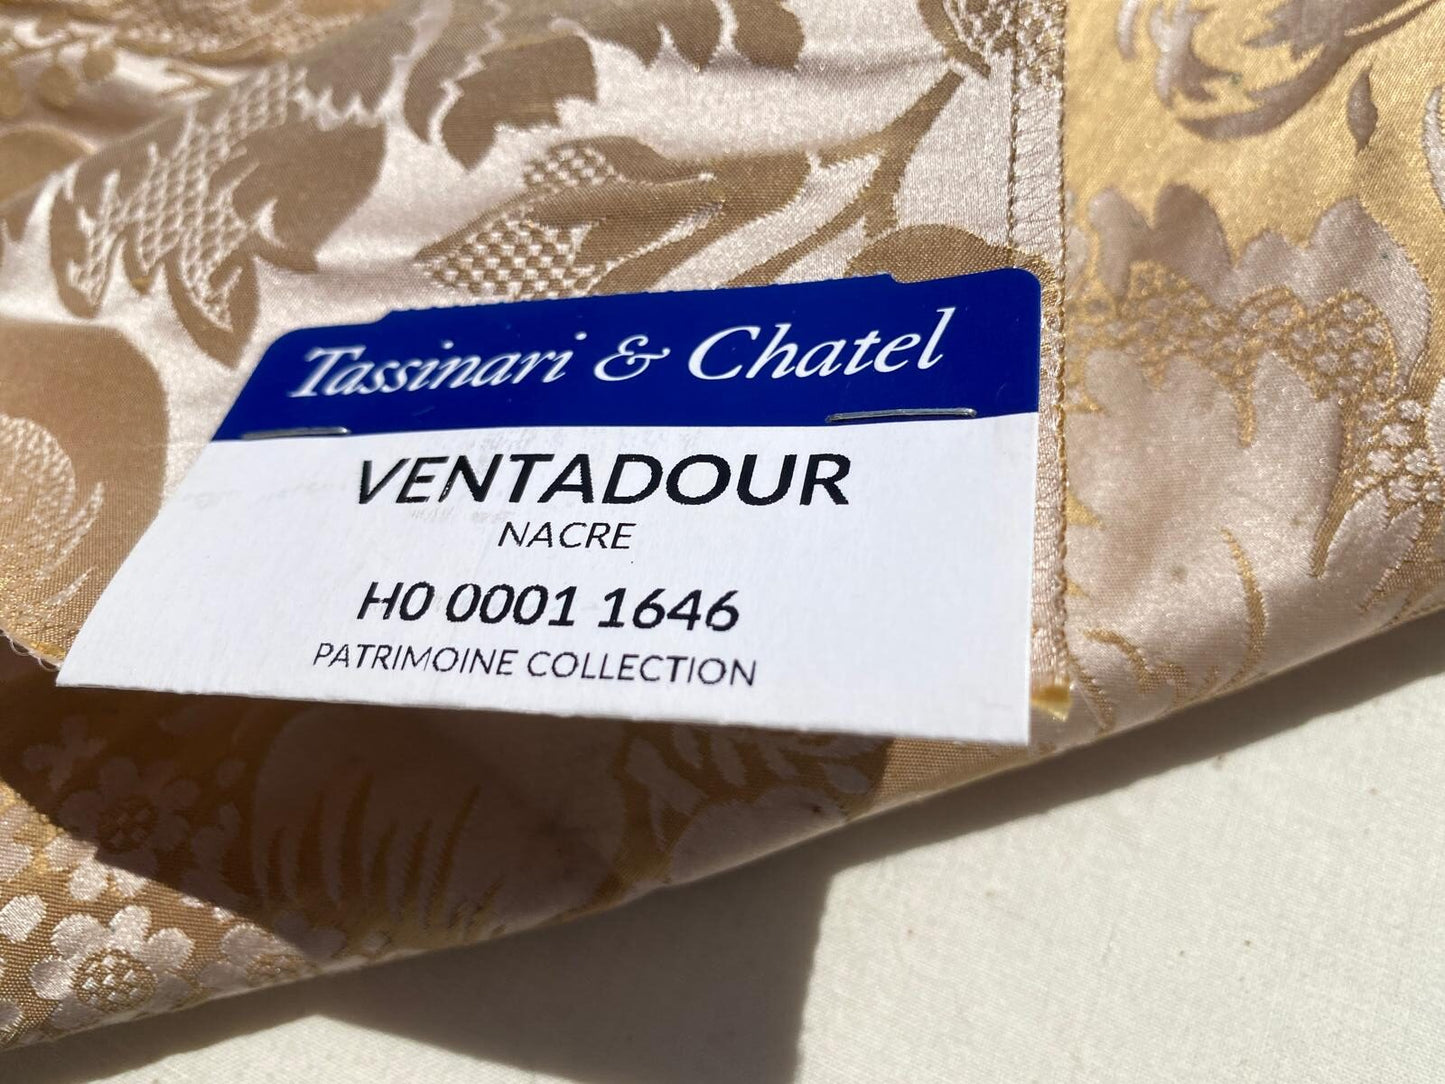 Tassinari & Chatel
VENTADOUR
NACRE
H0 0001 1646
PATRIMOINE COLLECTION